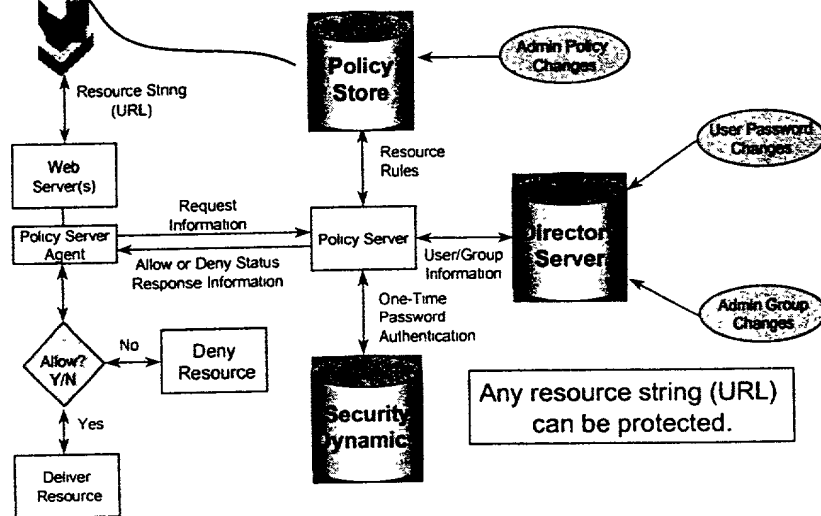 Resource String
(URL)
Web
Server(s)
Policy Server
Agent
Request
Information
Allow or Deny Status
Response Information
Allow?
Y/N
No
Deny
Resource
Yes
Deliver
Resource
Policy
Store
Admin Policy
Changes
Resource
Rules
Policy Server
User/Group
Information
Director
Server
User Password
Changes
Admin Group
Changes
One-Time
Password
Authentication
Security
Dynamic
Any resource string (URL)
can be protected.